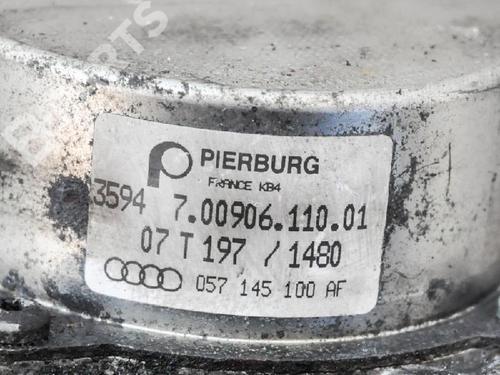 PIERBURG
FRANCE KB4
3594 7.00906.110.01
07 T 197 / 1480
057 145 100 AF